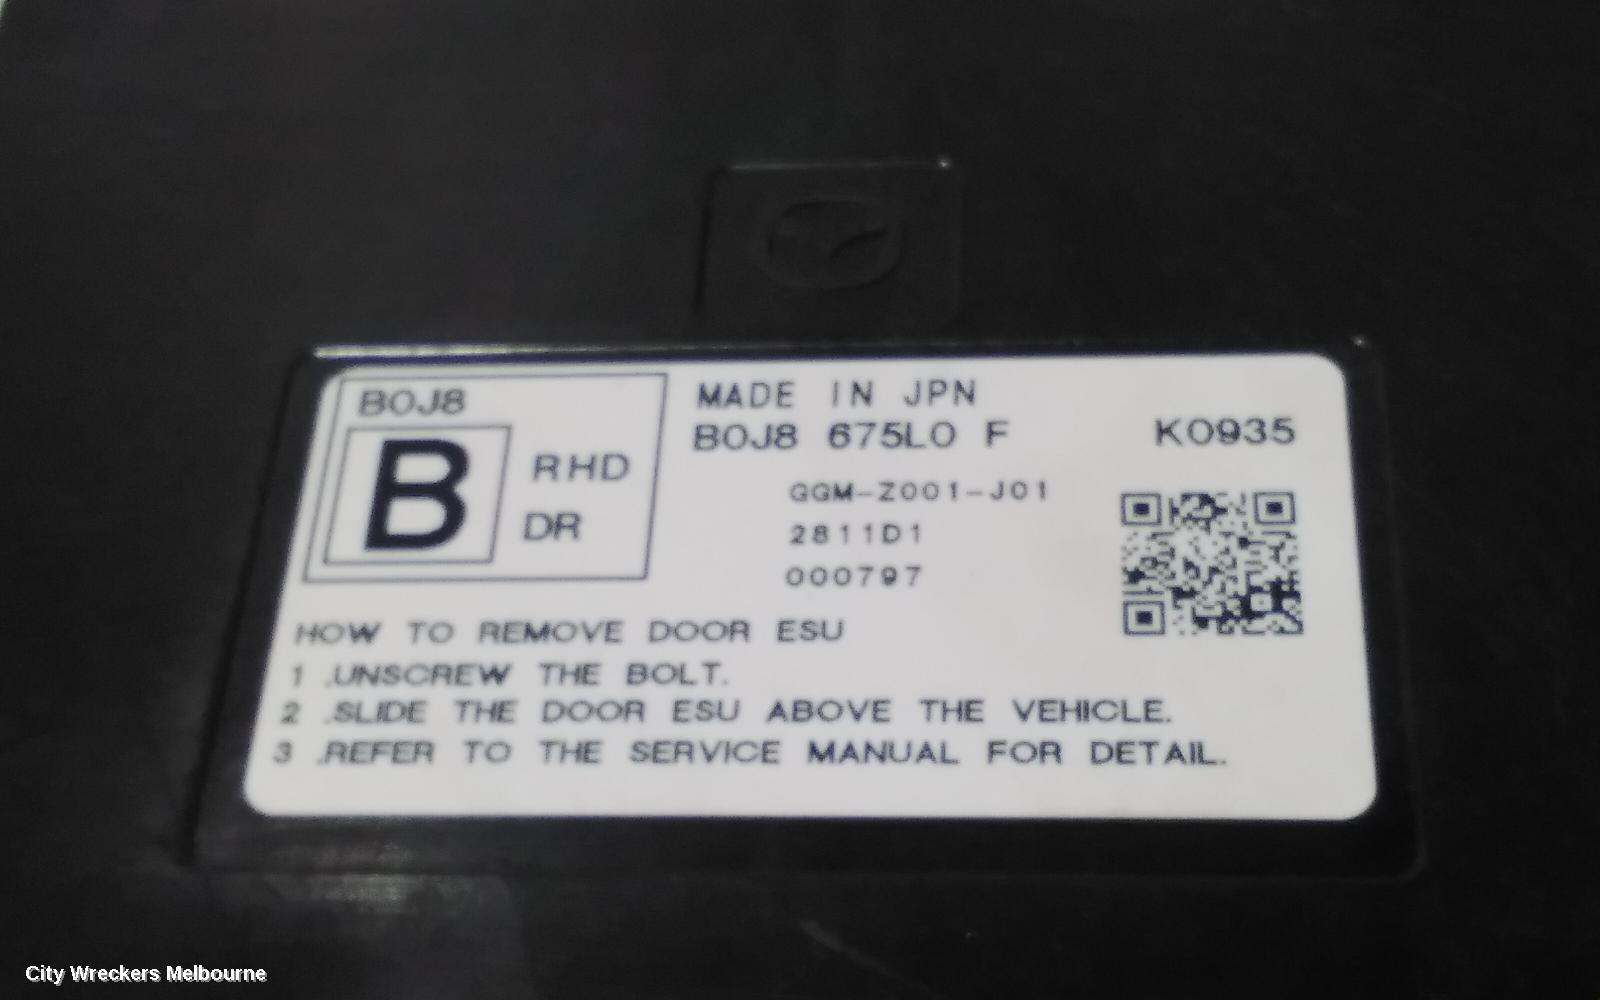 B0J8
B
RHD
DR
MADE IN JPN
B0J8 675L0 F
K0935
GGM-Z001-J01
2811D1
000797
HOW TO REMOVE DOOR ESU
1 .UNSCREW THE BOLT.
2 .SLIDE THE DOOR ESU ABOVE THE VEHICLE.
3 .REFER TO THE SERVICE MANUAL FOR DETAIL.
City Wreckers Melbourne